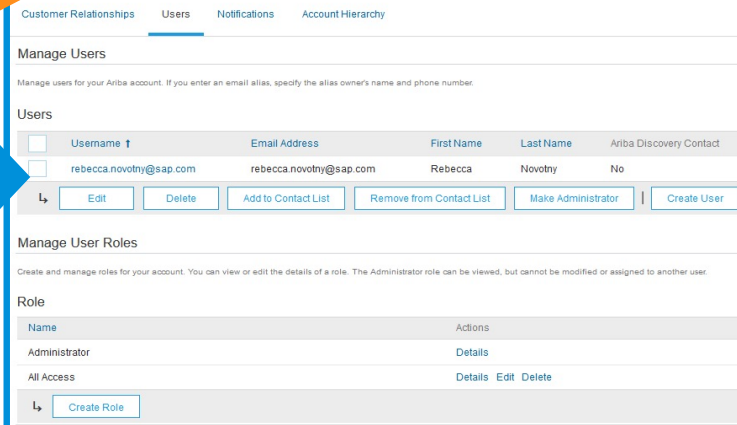 Customer Relationships Users Notifications Account Hierarchy
Manage Users
Manage users for your Ariba account. If you enter an email alias, specify the alias owner's name and phone number.
Users
Username ↑ Email Address First Name Last Name Ariba Discovery Contact
rebecca.novotny@sap.com rebecca.novotny@sap.com Rebecca Novotny No
Edit Delete Add to Contact List Remove from Contact List Make Administrator | Create User
Manage User Roles
Create and manage roles for your account. You can view or edit the details of a role. The Administrator role can be viewed, but cannot be modified or assigned to another user.
Role
Name Actions
Administrator Details
All Access Details Edit Delete
Create Role